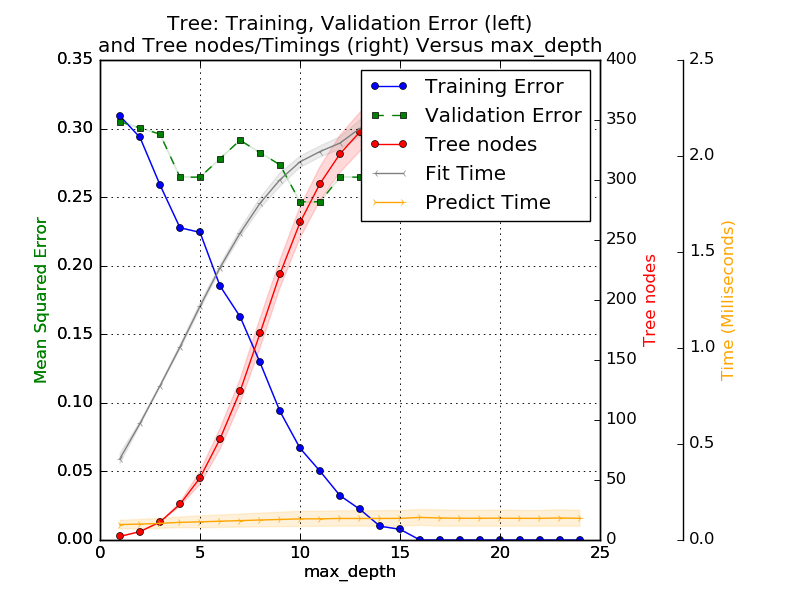 Tree: Training, Validation Error (left)
and Tree nodes/Timings (right) Versus max_depth
Training Error
Validation Error
Tree nodes
Fit Time
Predict Time
Mean Squared Error
0.35
0.30
0.25
0.20
0.15
0.10
0.05
0.00
0
5
10
15
20
25
max_depth
400
350
300
250
200
150
100
50
0
Tree nodes
2.5
2.0
1.5
1.0
0.5
0.0
Time (Milliseconds)